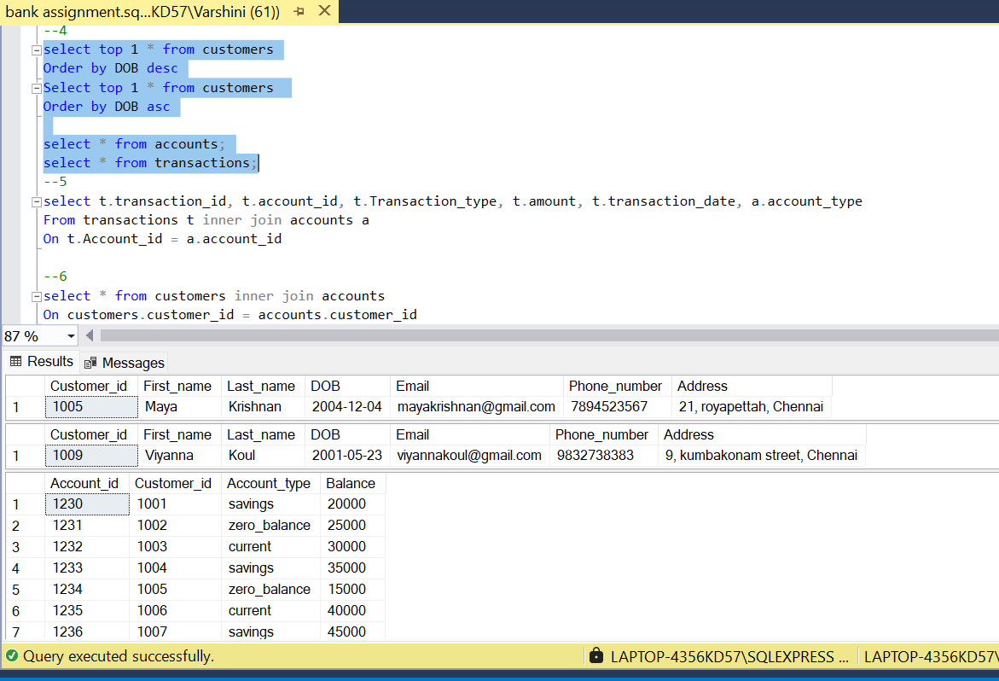 bank assignment.sq...KD57\Varshini (61))
--4
select top 1 * from customers
Order by DOB desc
Select top 1 * from customers
Order by DOB asc
select * from accounts;
select * from transactions;
--5
select t.transaction_id, t.account_id, t.Transaction_type, t.amount, t.transaction_date, a.account_type
From transactions t inner join accounts a
On t.Account_id = a.account_id
--6
select * from customers inner join accounts
On customers.customer_id = accounts.customer_id
87 %
Results Messages
Customer_id First_name Last_name DOB Email Phone_number Address
1 1005 Maya Krishnan 2004-12-04 mayakrishnan@gmail.com 7894523567 21, royapettah, Chennai
Customer_id First_name Last_name DOB Email Phone_number Address
1 1009 Viyanna Koul 2001-05-23 viyannakoul@gmail.com 9832738383 9, kumbakonam street, Chennai
Account_id Customer_id Account_type Balance
1 1230 1001 savings 20000
2 1231 1002 zero_balance 25000
3 1232 1003 current 30000
4 1233 1004 savings 35000
5 1234 1005 zero_balance 15000
6 1235 1006 current 40000
7 1236 1007 savings 45000
Query executed successfully. LAPTOP-4356KD57\SQLEXPRESS ... LAPTOP-4356KD57\